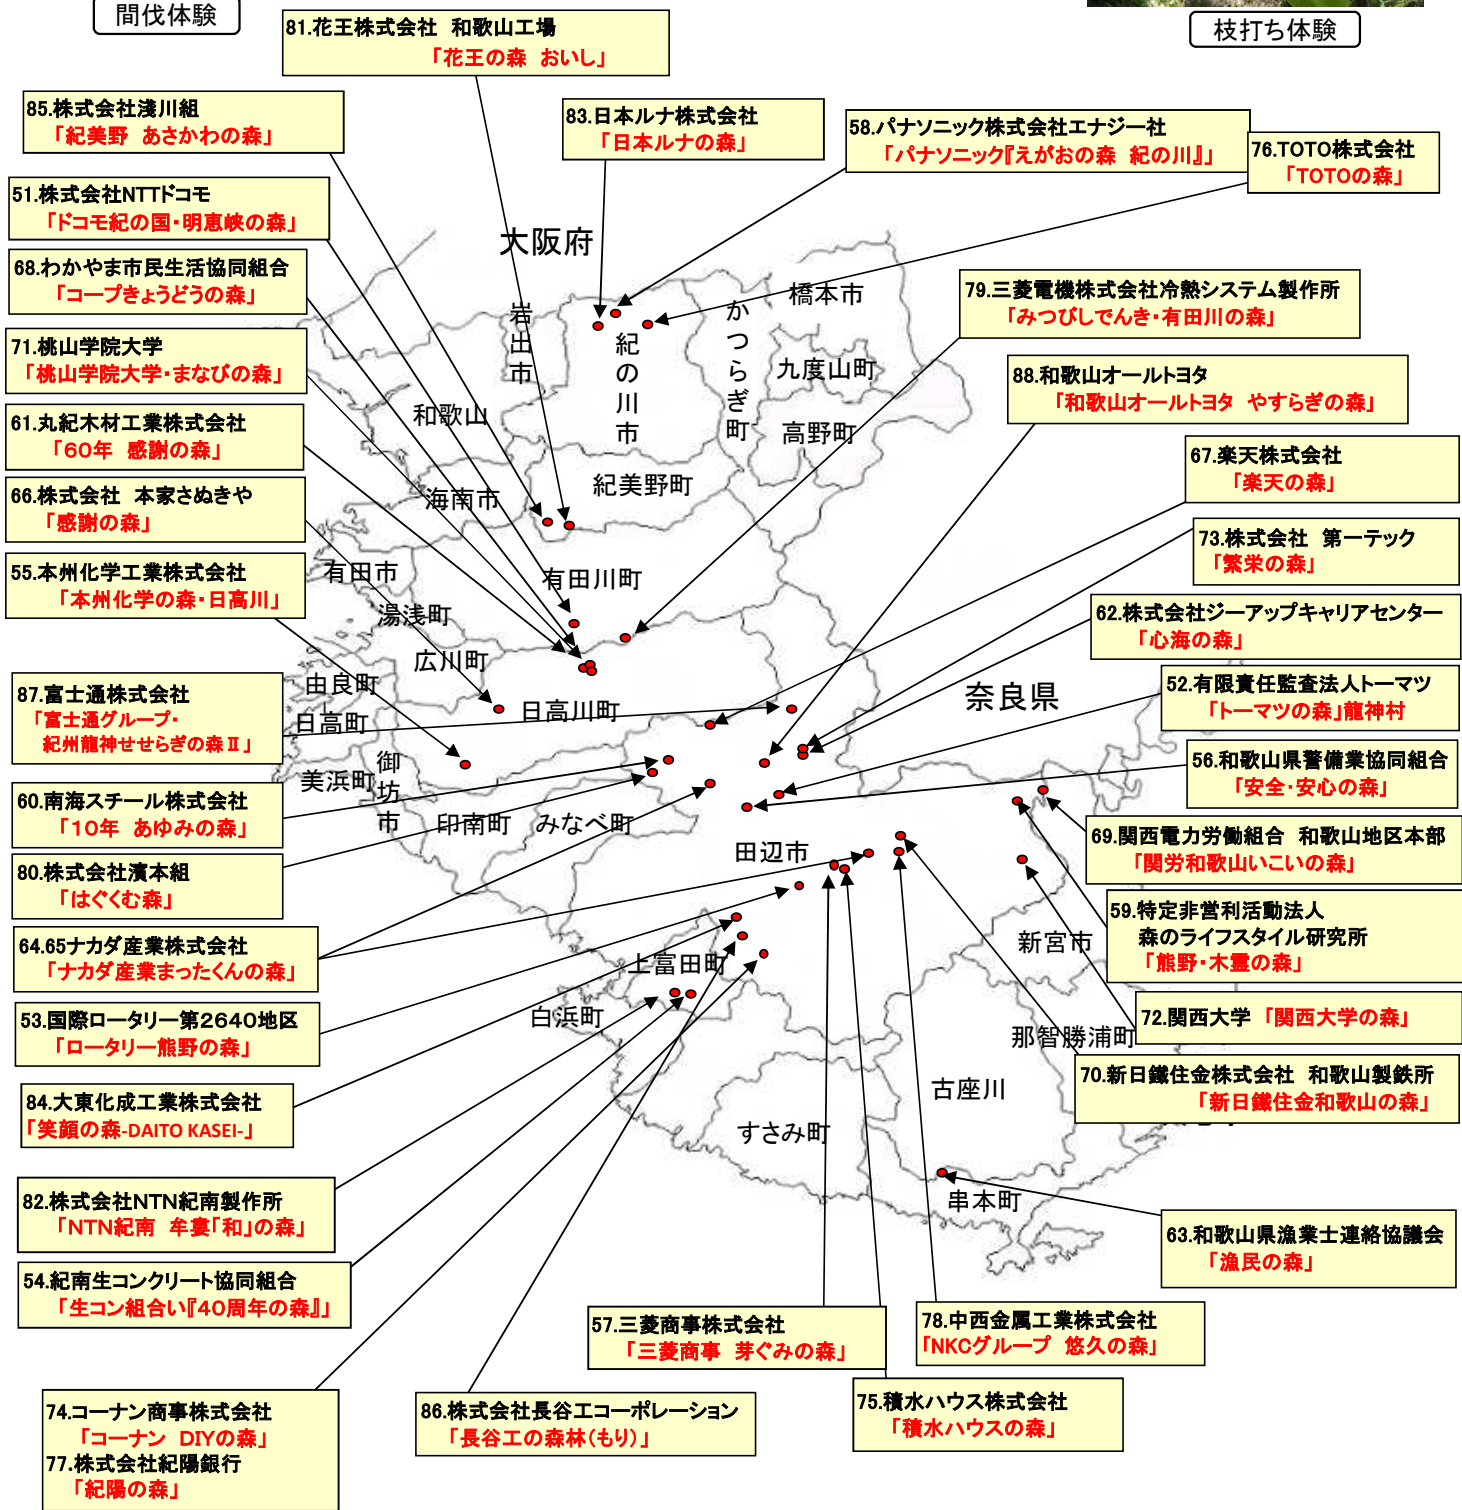 間伐体験
枝打ち体験
81.花王株式会社 和歌山工場
「花王の森 おいし」
85.株式会社淺川組
「紀美野 あさかわの森」
83.日本ルナ株式会社
「日本ルナの森」
58.パナソニック株式会社エナジー社
「パナソニック『えがおの森 紀の川』」
76.TOTO株式会社
「TOTOの森」
51.株式会社NTTドコモ
「ドコモ紀の国・明恵峡の森」
68.わかやま市民生活協同組合
「コープきょうどうの森」
71.桃山学院大学
「桃山学院大学・まなびの森」
61.丸紀木材工業株式会社
「60年 感謝の森」
66.株式会社 本家さぬきや
「感謝の森」
55.本州化学工業株式会社
「本州化学の森・日高川」
87.富士通株式会社
「富士通グループ・
紀州龍神せせらぎの森Ⅱ」
60.南海スチール株式会社
「10年 あゆみの森」
80.株式会社濱本組
「はぐくむ森」
64.65ナカダ産業株式会社
「ナカダ産業まったくんの森」
53.国際ロータリー第2640地区
「ロータリー熊野の森」
84.大東化成工業株式会社
「笑顔の森-DAITO KASEI-」
82.株式会社NTN紀南製作所
「NTN紀南 牟婁「和」の森」
54.紀南生コンクリート協同組合
「生コン組合い『40周年の森』」
74.コーナン商事株式会社
「コーナン DIYの森」
77.株式会社紀陽銀行
「紀陽の森」
大阪府
岩出市
紀の川市
かつらぎ町
橋本市
九度山町
高野町
和歌山
海南市
紀美野町
有田市
有田川町
湯浅町
広川町
由良町
日高町
日高川町
美浜町
御坊市
印南町
みなべ町
田辺市
奈良県
上富田町
白浜町
新宮市
那智勝浦町
古座川
すさみ町
串本町
79.三菱電機株式会社冷熱システム製作所
「みつびしでんき・有田川の森」
88.和歌山オールトヨタ
「和歌山オールトヨタ やすらぎの森」
67.楽天株式会社
「楽天の森」
73.株式会社 第一テック
「繁栄の森」
62.株式会社ジーアップキャリアセンター
「心海の森」
52.有限責任監査法人トーマツ
「トーマツの森」龍神村
56.和歌山県警備業協同組合
「安全・安心の森」
69.関西電力労働組合 和歌山地区本部
「関労和歌山いこいの森」
59.特定非営利活動法人
森のライフスタイル研究所
「熊野・木霊の森」
72.関西大学 「関西大学の森」
70.新日鐵住金株式会社 和歌山製鉄所
「新日鐵住金和歌山の森」
63.和歌山県漁業士連絡協議会
「漁民の森」
57.三菱商事株式会社
「三菱商事 芽ぐみの森」
78.中西金属工業株式会社
「NKCグループ 悠久の森」
75.積水ハウス株式会社
「積水ハウスの森」
86.株式会社長谷工コーポレーション
「長谷工の森林(もり)」